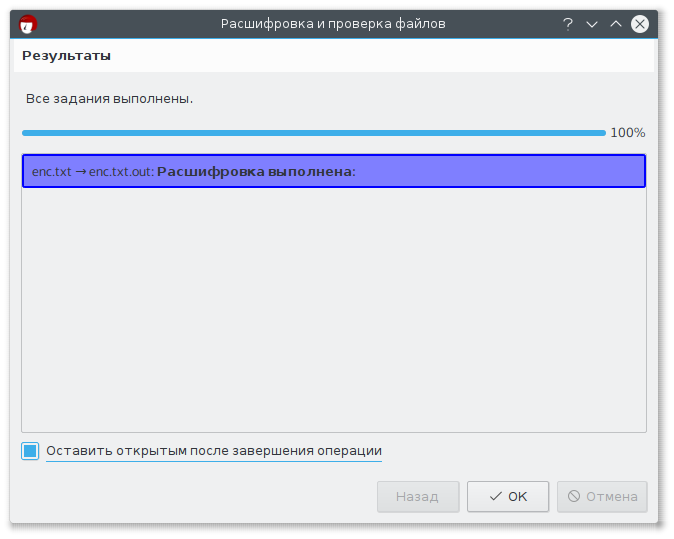 Расшифровка и проверка файлов
Результаты
Все задания выполнены.
100%
enc.txt → enc.txt.out: Расшифровка выполнена:
Оставить открытым после завершения операции
Назад
OK
Отмена